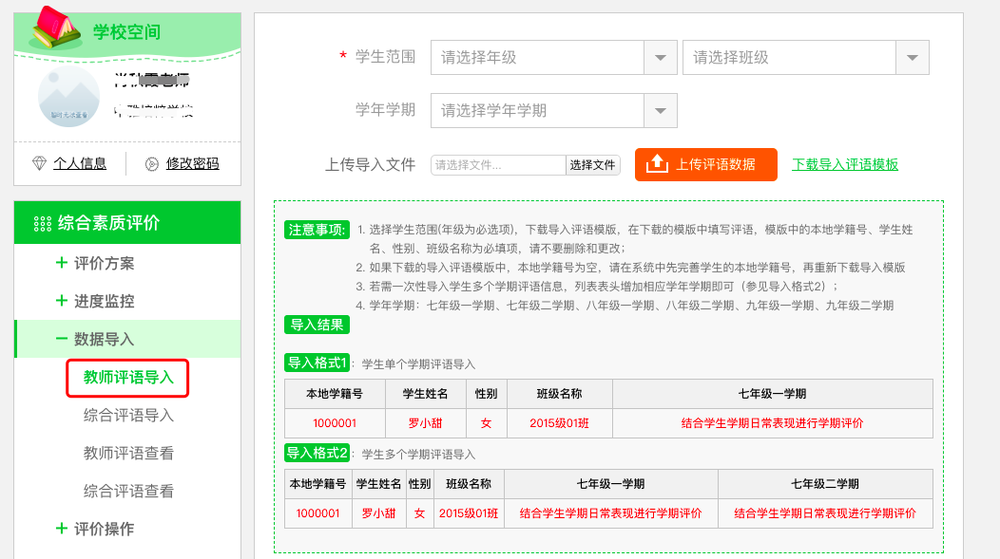 学校空间
个人信息
修改密码
综合素质评价
+ 评价方案
+ 进度监控
− 数据导入
教师评语导入
综合评语导入
教师评语查看
综合评语查看
+ 评价操作
* 学生范围 请选择年级 请选择班级
学年学期 请选择学年学期
上传导入文件 请选择文件... 选择文件 上传评语数据 下载导入评语模板
注意事项:
1. 选择学生范围(年级为必选项)，下载导入评语模版，在下载的模版中填写评语，模版中的本地学籍号、学生姓
名、性别、班级名称为必填项，请不要删除和更改；
2. 如果下载的导入评语模版中，本地学籍号为空，请在系统中先完善学生的本地学籍号，再重新下载导入模版
3. 若需一次性导入学生多个学期评语信息，列表表头增加相应学年学期即可（参见导入格式2）；
4. 学年学期：七年级一学期、七年级二学期、八年级一学期、八年级二学期、九年级一学期、九年级二学期
导入结果
导入格式1：学生单个学期评语导入
本地学籍号 学生姓名 性别 班级名称 七年级一学期
1000001 罗小甜 女 2015级01班 结合学生学期日常表现进行学期评价
导入格式2：学生多个学期评语导入
本地学籍号 学生姓名 性别 班级名称 七年级一学期 七年级二学期
1000001 罗小甜 女 2015级01班 结合学生学期日常表现进行学期评价 结合学生学期日常表现进行学期评价